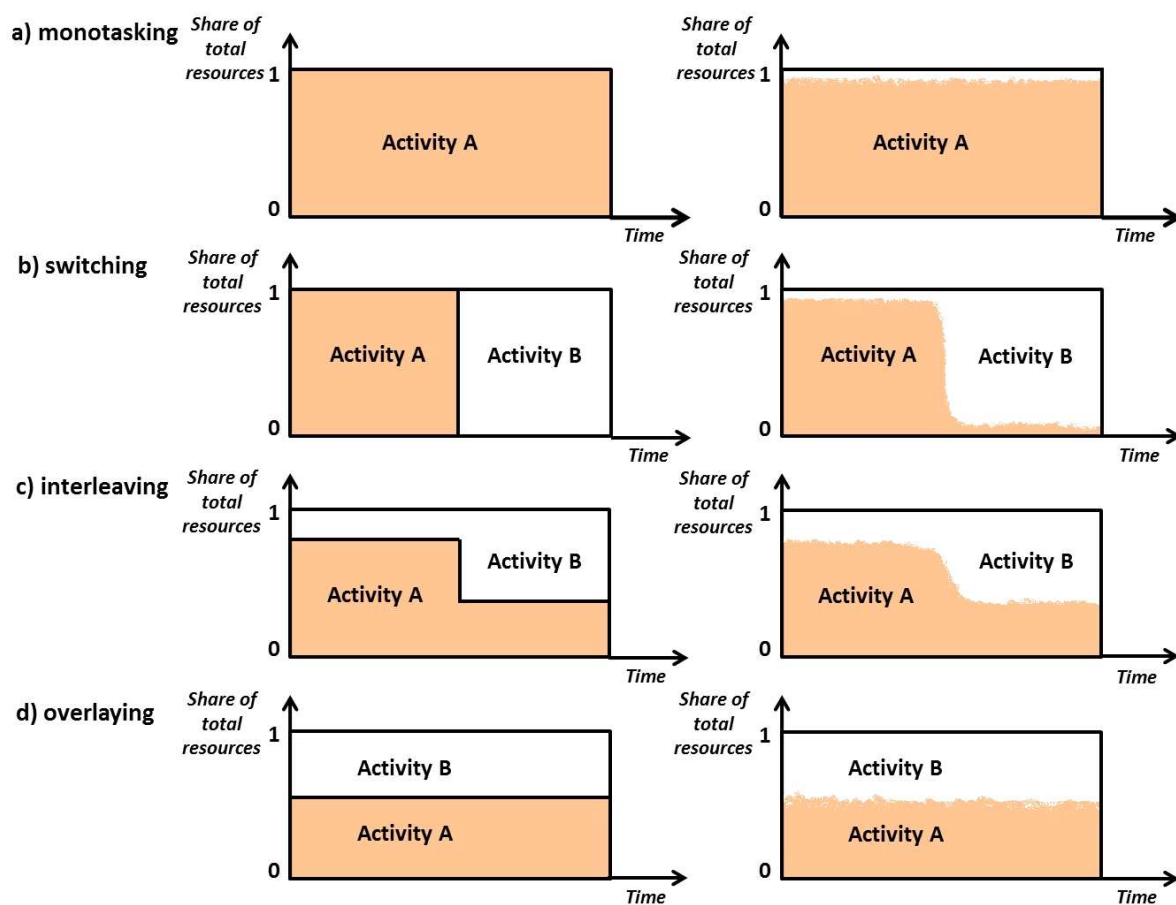 a) monotasking
Share of
total
resources
1
Activity A
0
Time
Share of
total
resources
1
Activity A
0
Time
b) switching
Share of
total
resources
1
Activity A
Activity B
0
Time
Share of
total
resources
1
Activity A
Activity B
0
Time
c) interleaving
Share of
total
resources
1
Activity B
Activity A
0
Time
Share of
total
resources
1
Activity B
Activity A
0
Time
d) overlaying
Share of
total
resources
1
Activity B
Activity A
0
Time
Share of
total
resources
1
Activity B
Activity A
0
Time